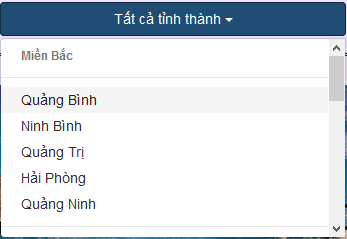 Tất cả tỉnh thành
Miền Bắc
Quảng Bình
Ninh Bình
Quảng Trị
Hải Phòng
Quảng Ninh